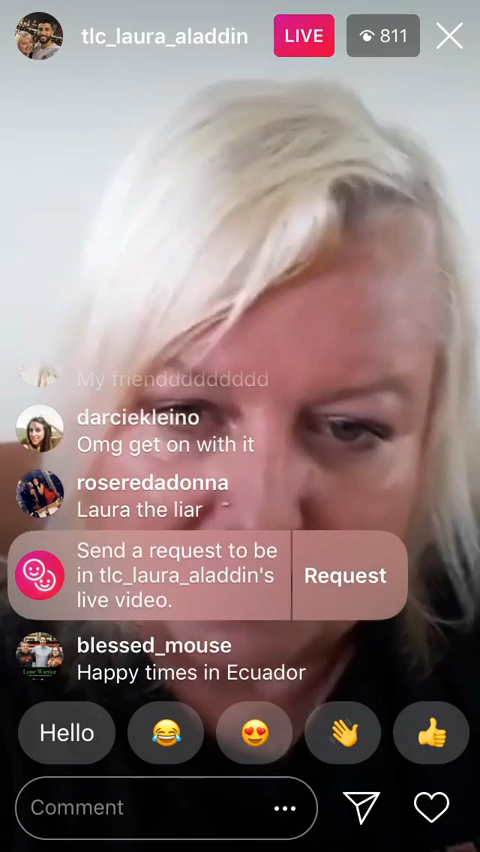 tlc_laura_aladdin LIVE 811
My frienddddddddd
darciekleino
Omg get on with it
roseredadonna
Laura the liar
Send a request to be
in tlc_laura_aladdin's
live video.
Request
blessed_mouse
Happy times in Ecuador
Hello
Comment